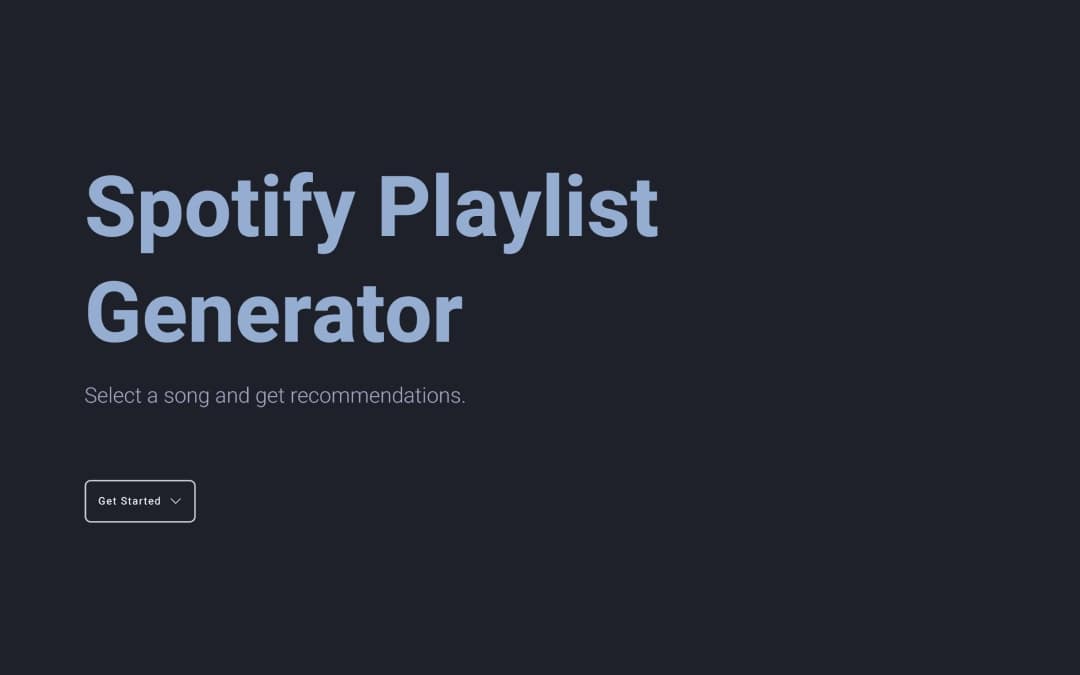 Spotify Playlist
Generator
Select a song and get recommendations.
Get Started